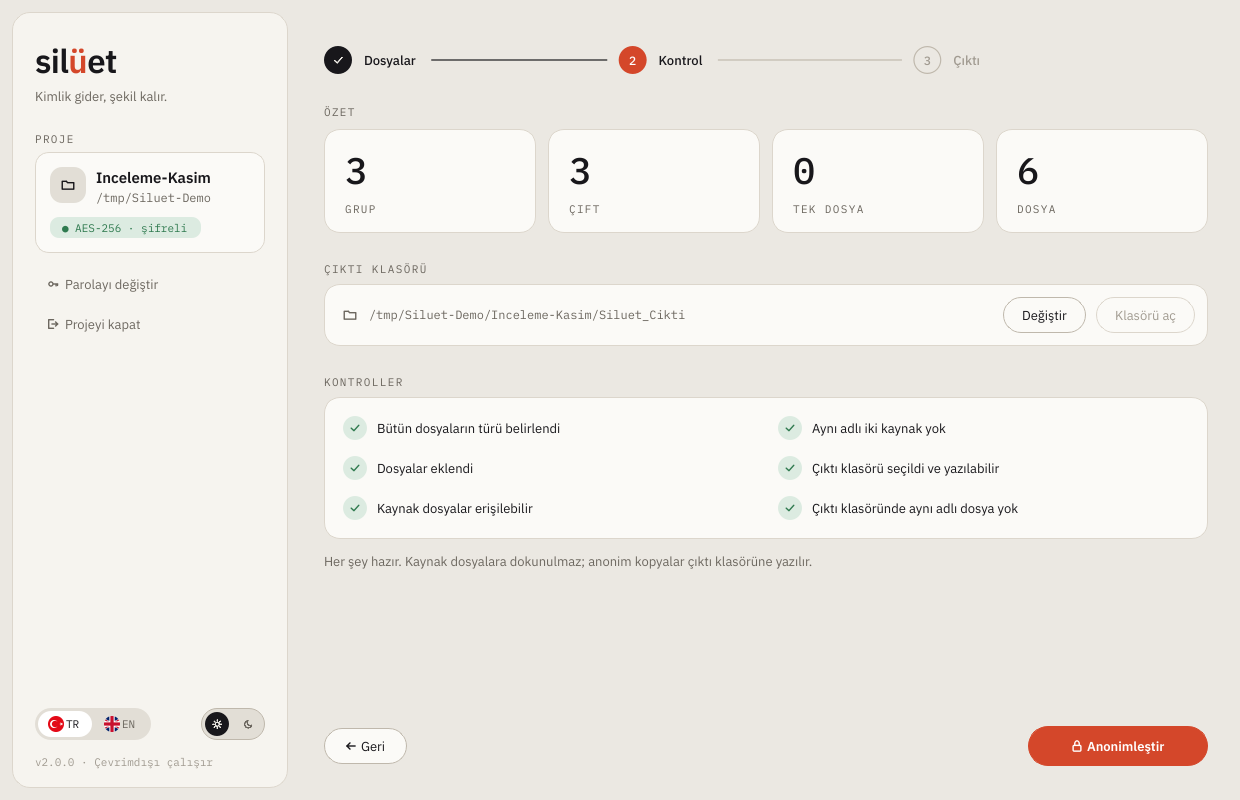 silüet
Kimlik gider, şekil kalır.
PROJE
Inceleme-Kasim
/tmp/Siluet-Demo
● AES-256 · şifreli
Parolayı değiştir
Projeyi kapat
TR EN
v2.0.0 · Çevrimdışı çalışır
Dosyalar 2 Kontrol 3 Çıktı
ÖZET
3 3 0 6
GRUP ÇİFT TEK DOSYA DOSYA
ÇIKTI KLASÖRÜ
/tmp/Siluet-Demo/Inceleme-Kasim/Siluet_Cikti Değiştir Klasörü aç
KONTROLLER
Bütün dosyaların türü belirlendi Aynı adlı iki kaynak yok
Dosyalar eklendi Çıktı klasörü seçildi ve yazılabilir
Kaynak dosyalar erişilebilir Çıktı klasöründe aynı adlı dosya yok
Her şey hazır. Kaynak dosyalara dokunulmaz; anonim kopyalar çıktı klasörüne yazılır.
← Geri Anonimleştir